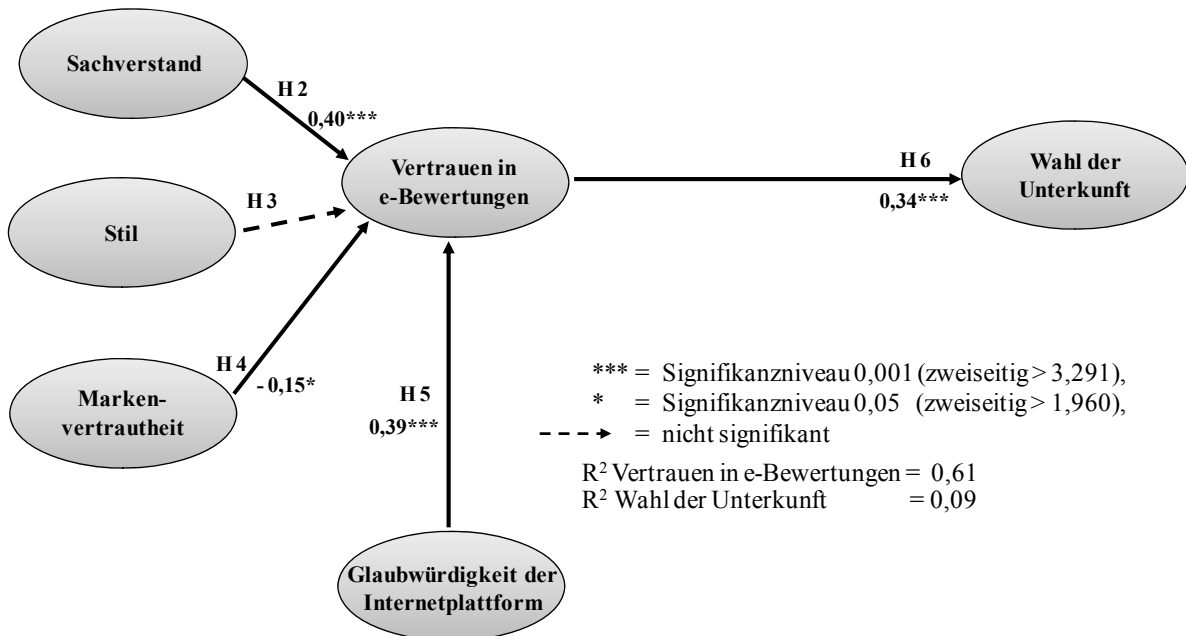 Sachverstand
H 2
0,40***
Vertrauen in
e-Bewertungen
H 6
0,34***
Wahl der
Unterkunft
H 3
Stil
H 4
- 0,15*
Marken-
vertrautheit
H 5
0,39***
*** = Signifikanzniveau 0,001 (zweiseitig > 3,291),
* = Signifikanzniveau 0,05 (zweiseitig > 1,960),
= nicht signifikant
R² Vertrauen in e-Bewertungen = 0,61
R² Wahl der Unterkunft = 0,09
Glaubwürdigkeit der
Internetplattform